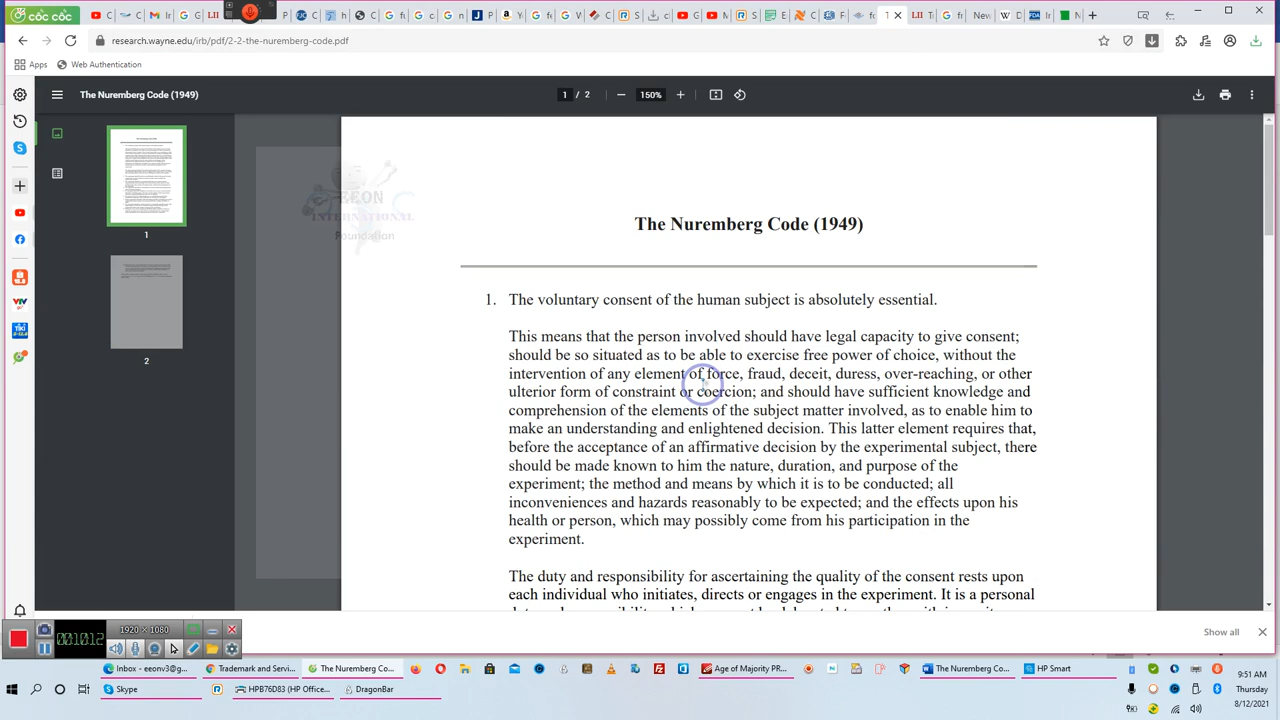 cốc cốc
research.wayne.edu/irb/pdf/2-2-the-nuremberg-code.pdf
Apps Web Authentication
The Nuremberg Code (1949)
1 / 2 150%
EEON
INTERNATIONAL
Foundation
1
2
The Nuremberg Code (1949)
1. The voluntary consent of the human subject is absolutely essential.
This means that the person involved should have legal capacity to give consent;
should be so situated as to be able to exercise free power of choice, without the
intervention of any element of force, fraud, deceit, duress, over-reaching, or other
ulterior form of constraint or coercion; and should have sufficient knowledge and
comprehension of the elements of the subject matter involved, as to enable him to
make an understanding and enlightened decision. This latter element requires that,
before the acceptance of an affirmative decision by the experimental subject, there
should be made known to him the nature, duration, and purpose of the
experiment; the method and means by which it is to be conducted; all
inconveniences and hazards reasonably to be expected; and the effects upon his
health or person, which may possibly come from his participation in the
experiment.
The duty and responsibility for ascertaining the quality of the consent rests upon
each individual who initiates, directs or engages in the experiment. It is a personal
Show all
1920 × 1080
Inbox - eeonv3@g...
Trademark and Servi...
The Nuremberg Co...
Age of Majority PR...
The Nuremberg Co...
HP Smart
Skype
HPB76D83 (HP Office...
DragonBar
9:51 AM
Thursday
8/12/2021